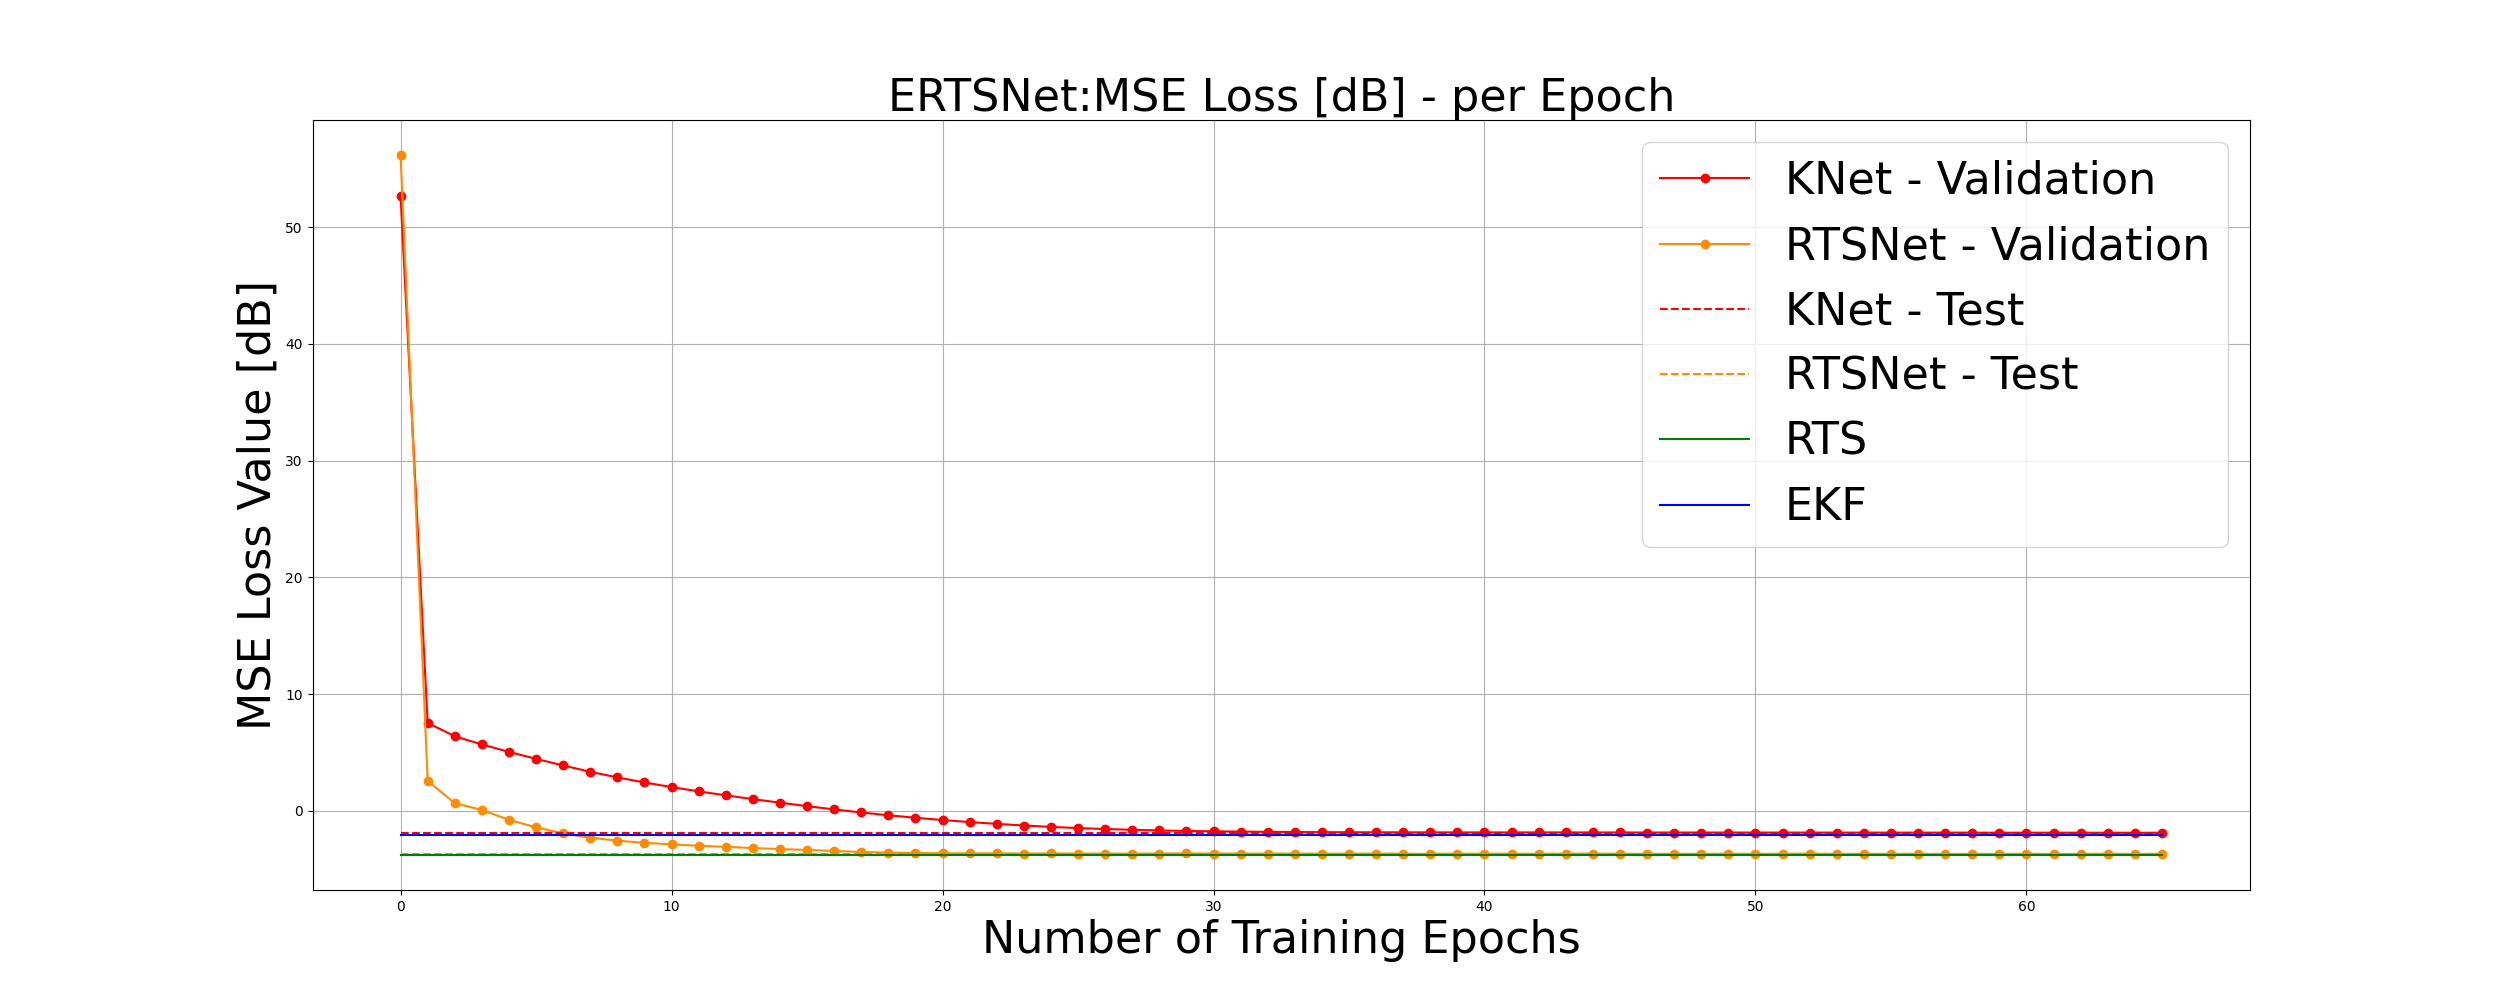 ERTSNet:MSE Loss [dB] - per Epoch
MSE Loss Value [dB]
50
40
30
20
10
0
KNet - Validation
RTSNet - Validation
KNet - Test
RTSNet - Test
RTS
EKF
0 10 20 30 40 50 60
Number of Training Epochs